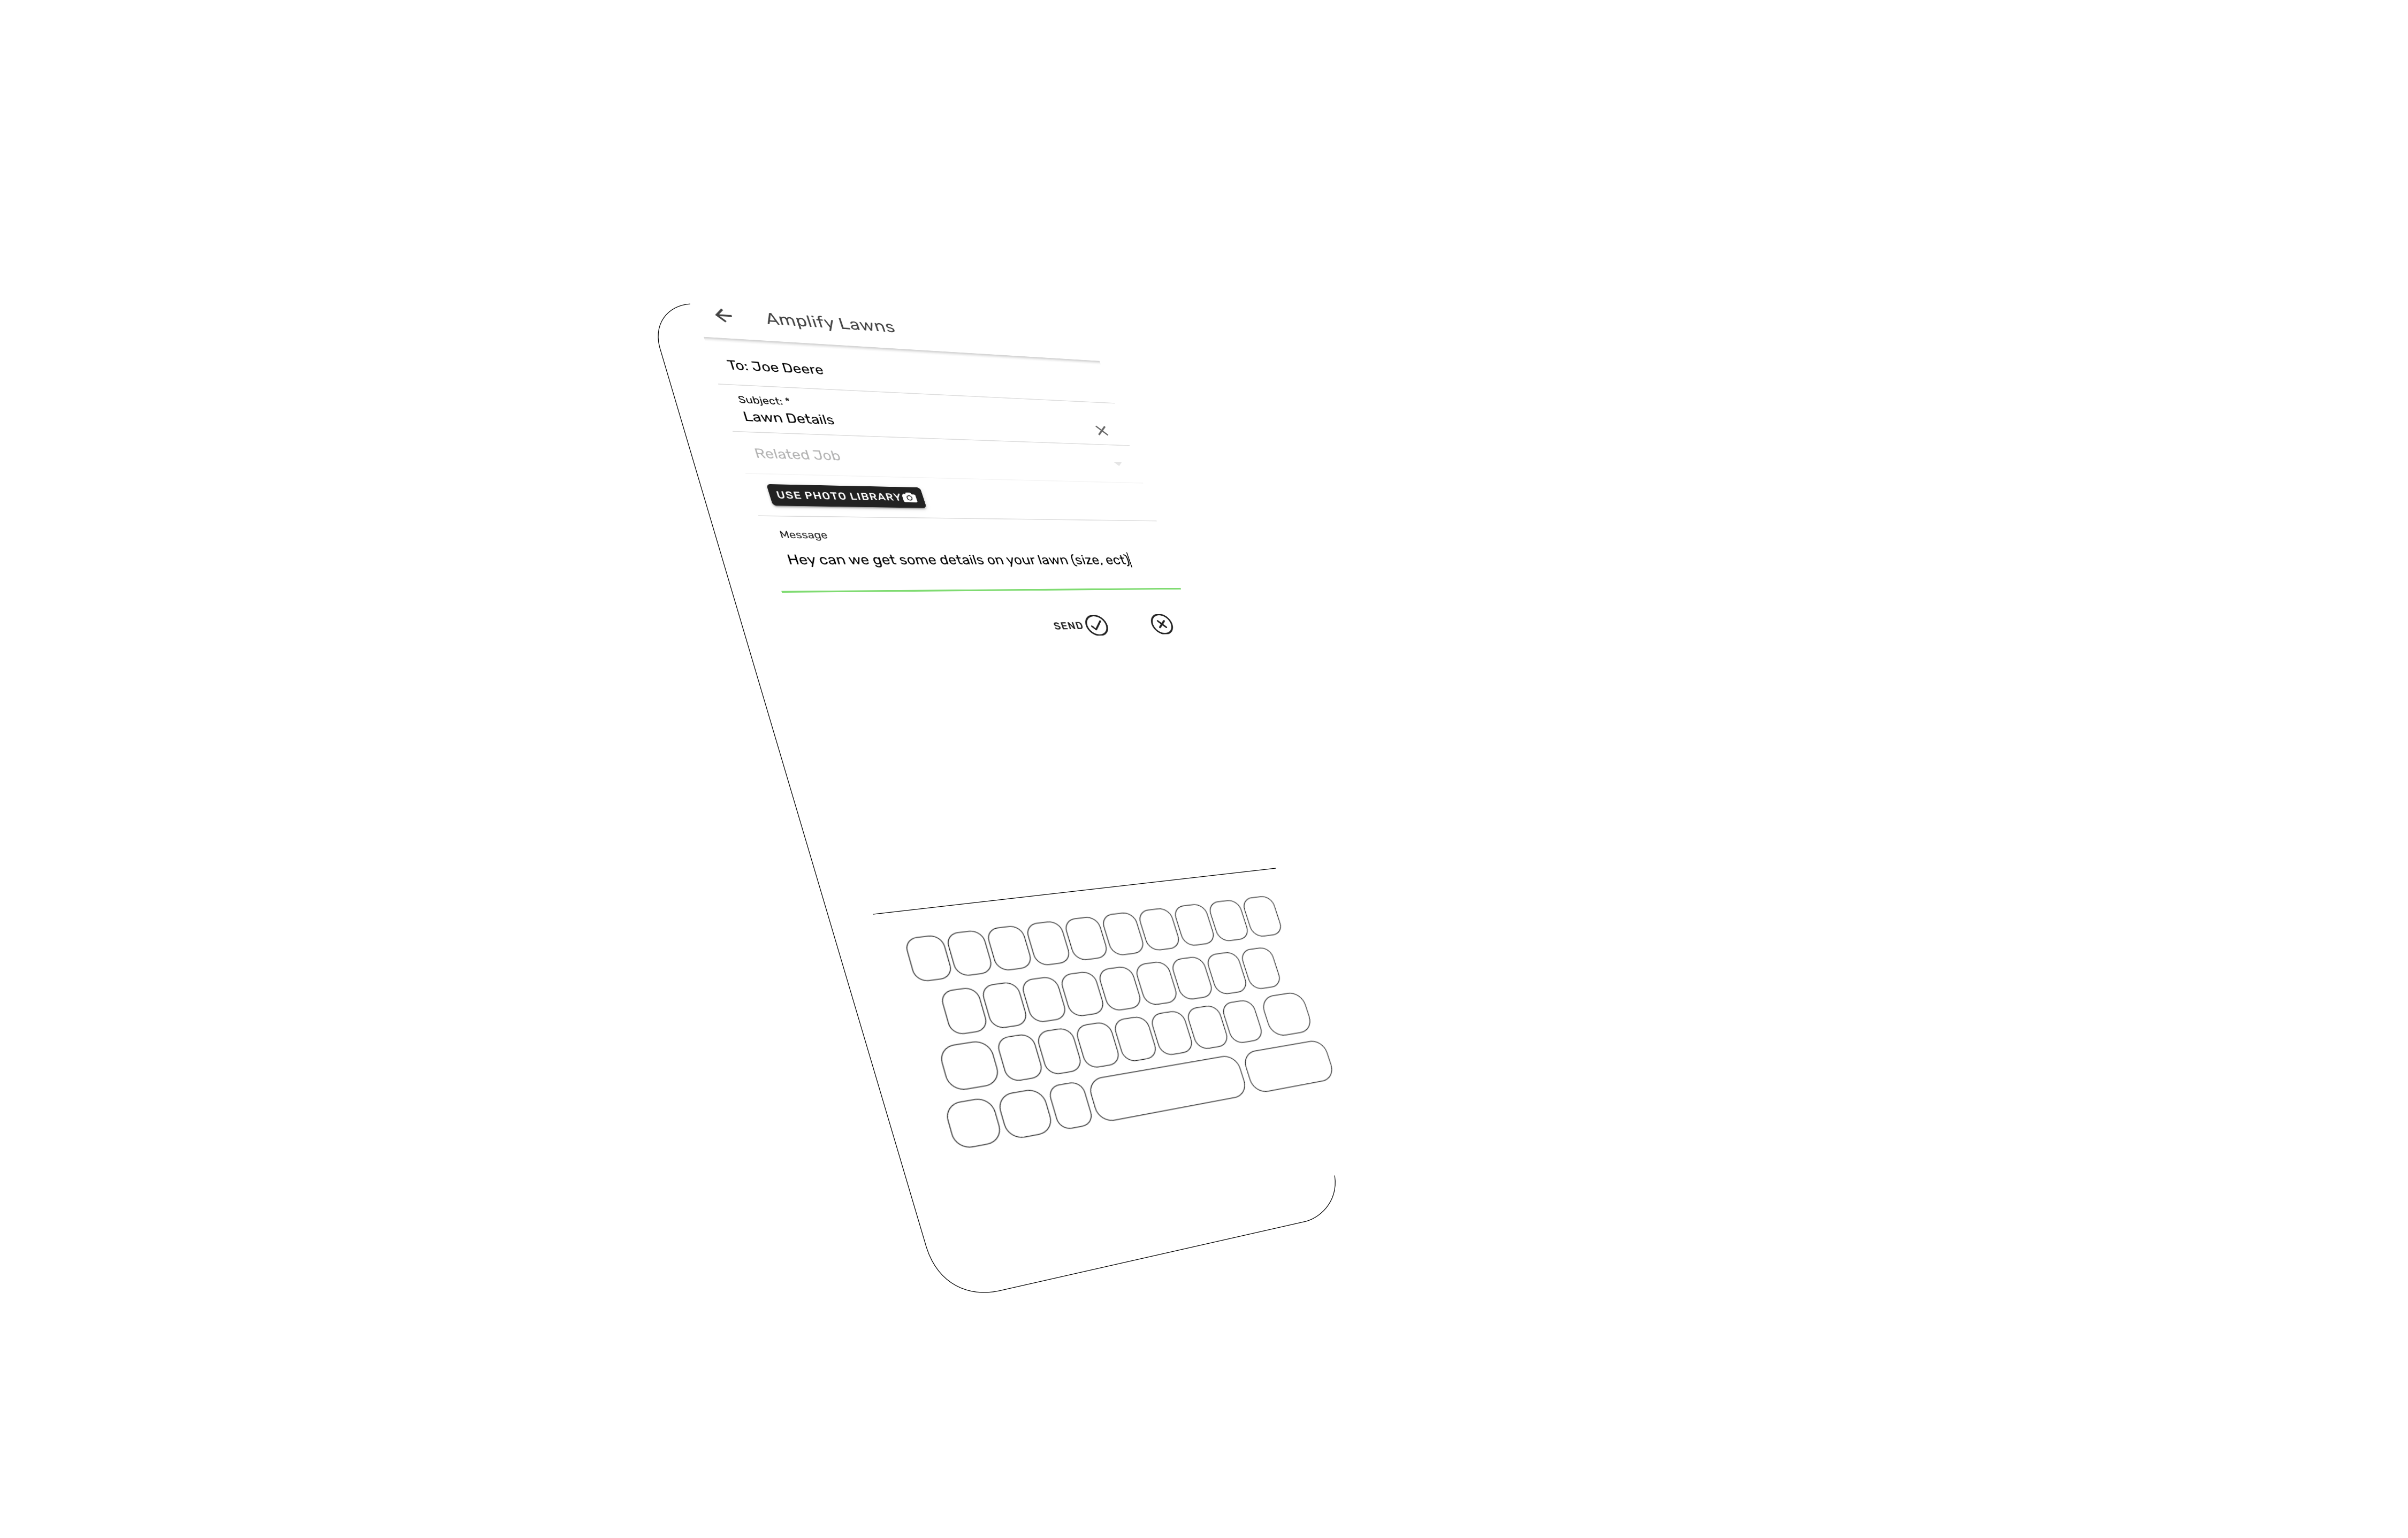 Amplify Lawns
To: Joe Deere
Subject: *
Lawn Details
Related Job
USE PHOTO LIBRARY
Message
Hey can we get some details on your lawn (size, ect)
SEND